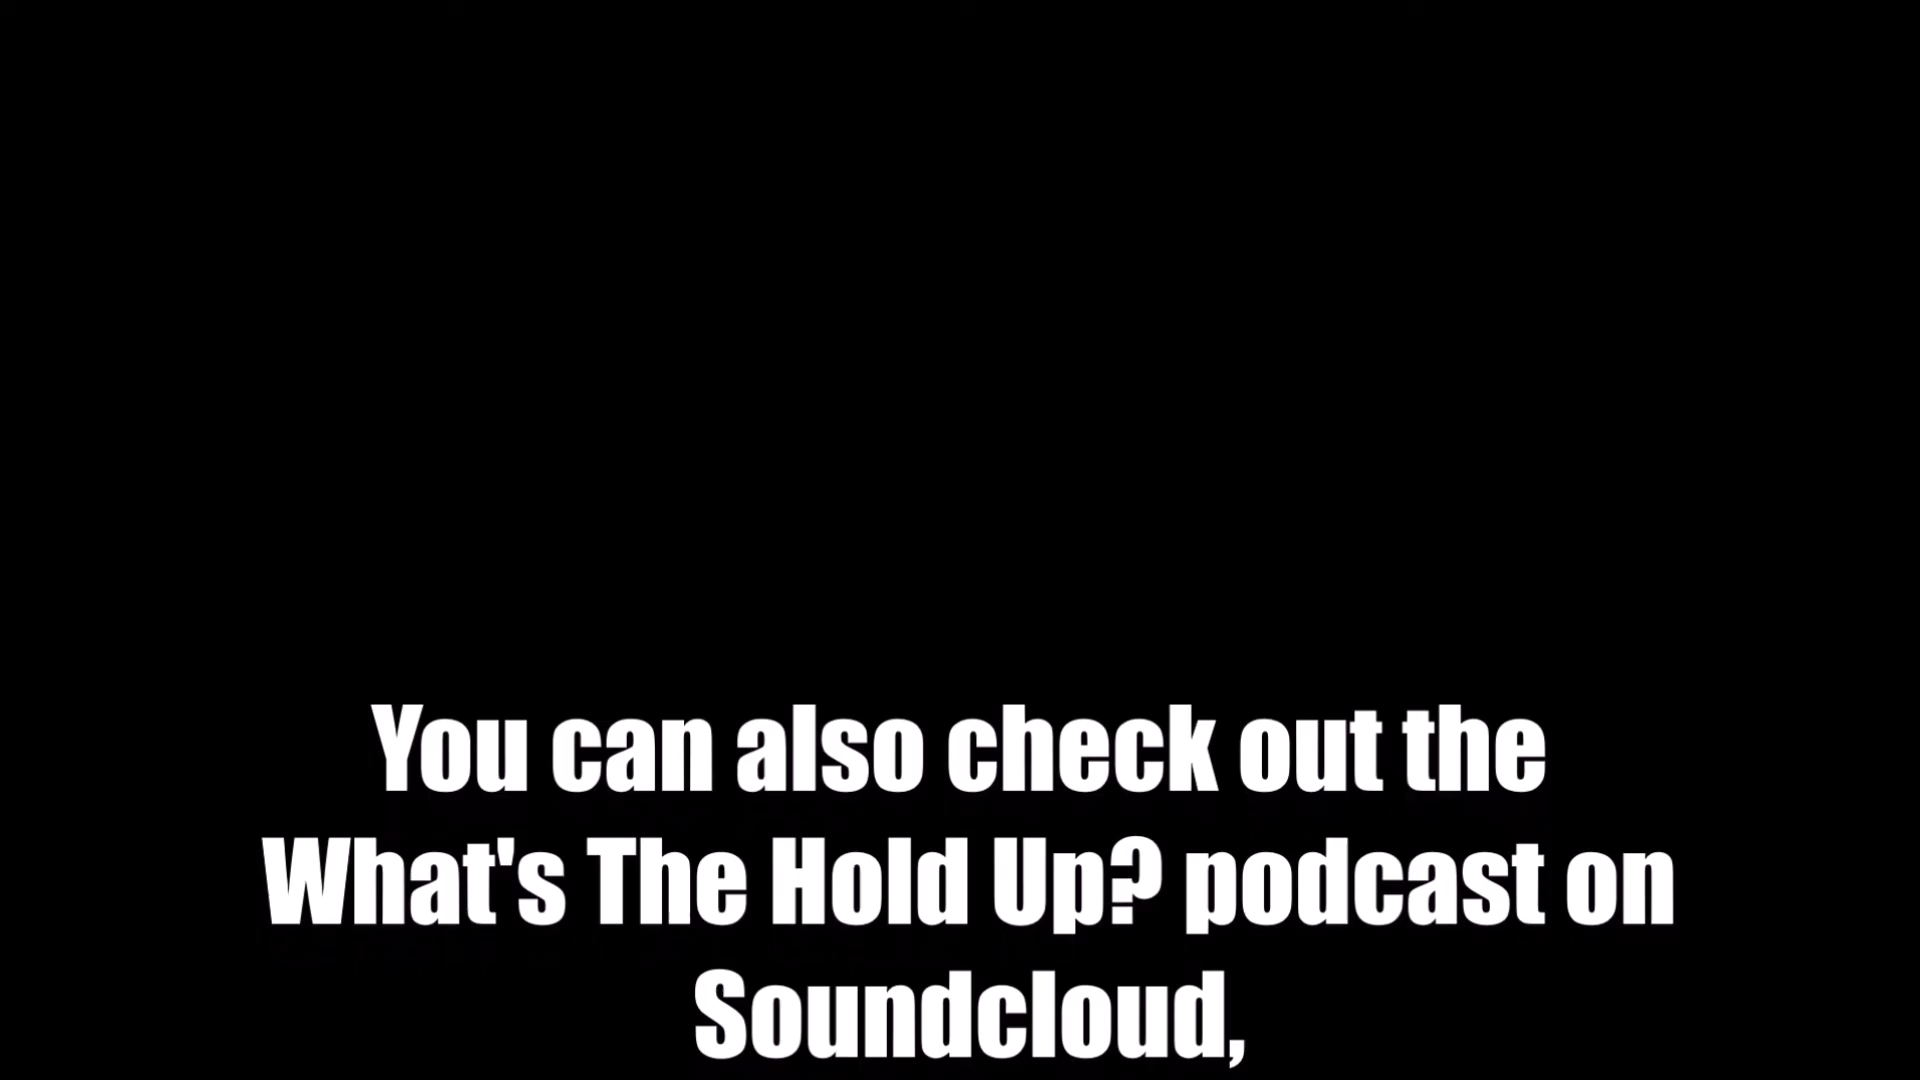 You can also check out the
What's The Hold Up? podcast on
Soundcloud,